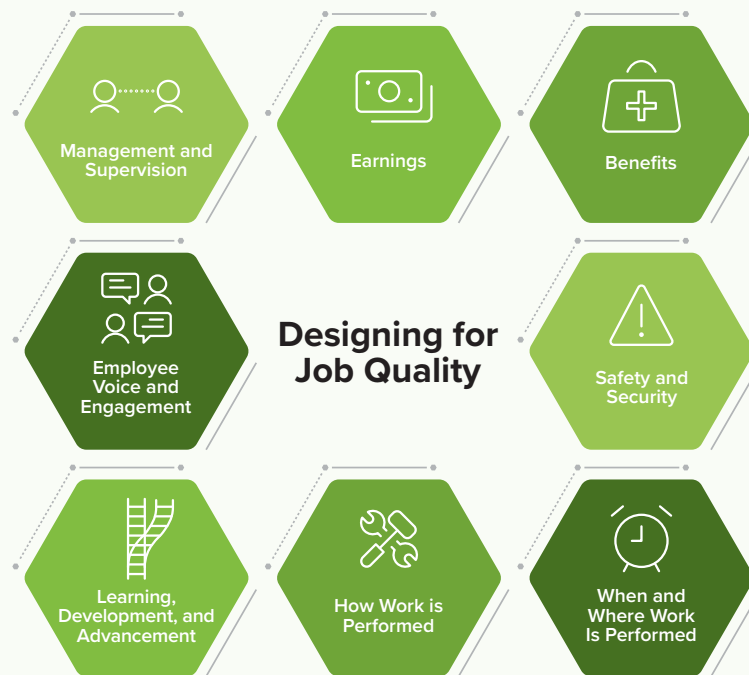 Management and
Supervision
Earnings
Benefits
Employee
Voice and
Engagement
Designing for
Job Quality
Safety and
Security
Learning,
Development, and
Advancement
How Work is
Performed
When and
Where Work
Is Performed